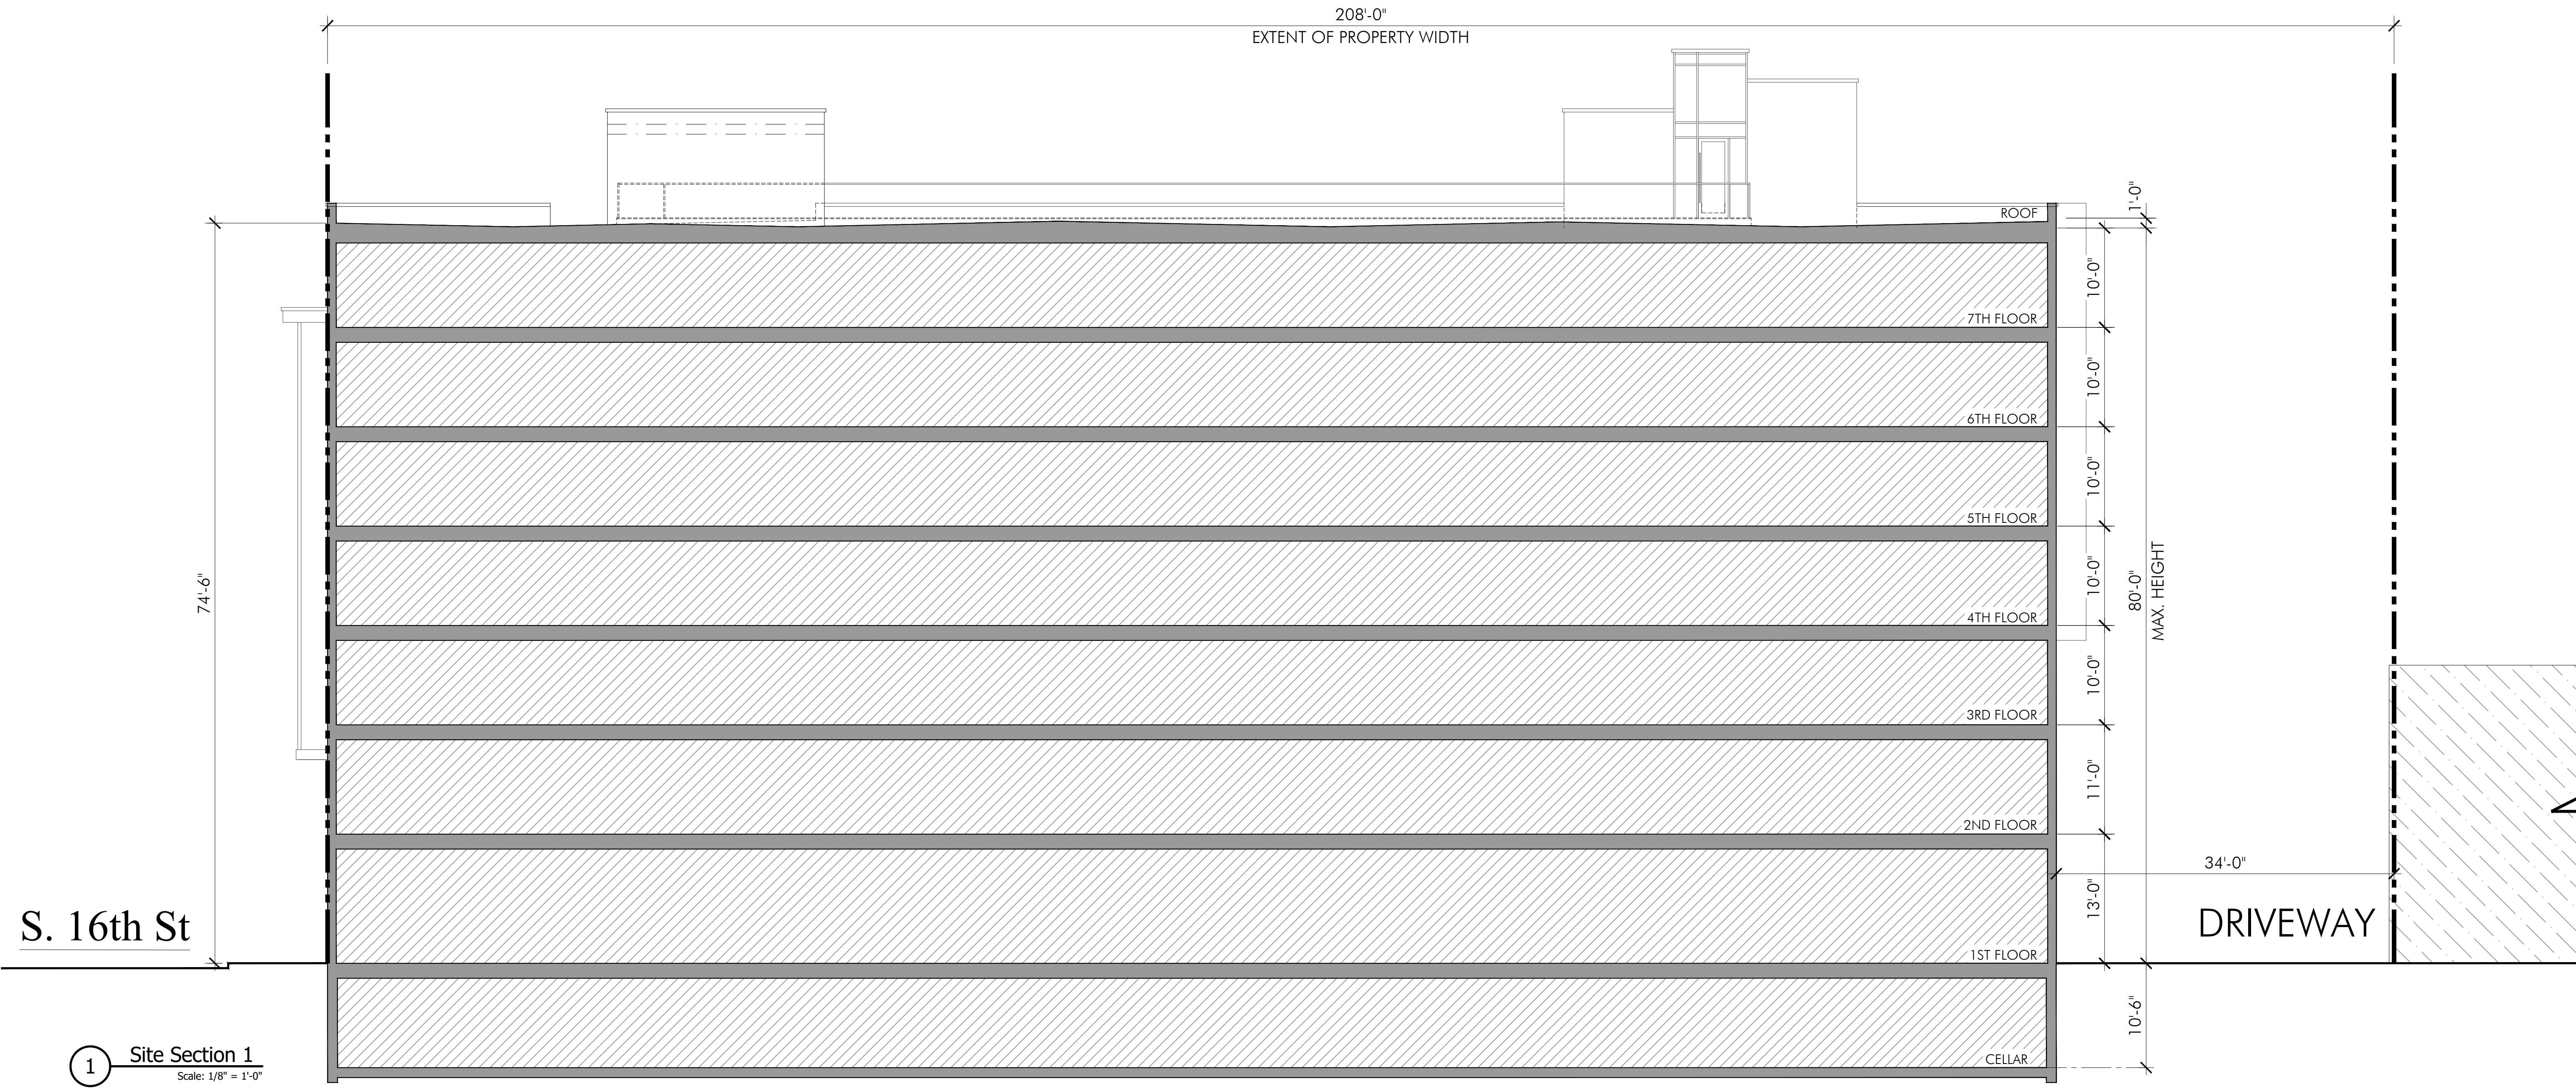 208'-0"
EXTENT OF PROPERTY WIDTH
1'-0"
ROOF
10'-0"
7TH FLOOR
10'-0"
6TH FLOOR
10'-0"
5TH FLOOR
74'-6"
10'-0"
80'-0"
MAX. HEIGHT
4TH FLOOR
10'-0"
3RD FLOOR
11'-0"
2ND FLOOR
34'-0"
13'-0"
S. 16th St
DRIVEWAY
1ST FLOOR
10'-6"
CELLAR
1
Site Section 1
Scale: 1/8" = 1'-0"